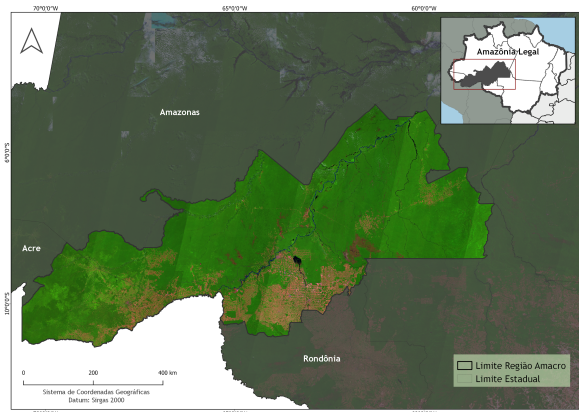 70°0'0"W
65°0'0"W
60°0'0"W
Amazônia Legal
Amazonas
6°0'0"S
Acre
10°0'0"S
Rondônia
Limite Região Amacro
Limite Estadual
0
200
400 km
Sistema de Coordenadas Geográficas
Datum: Sirgas 2000